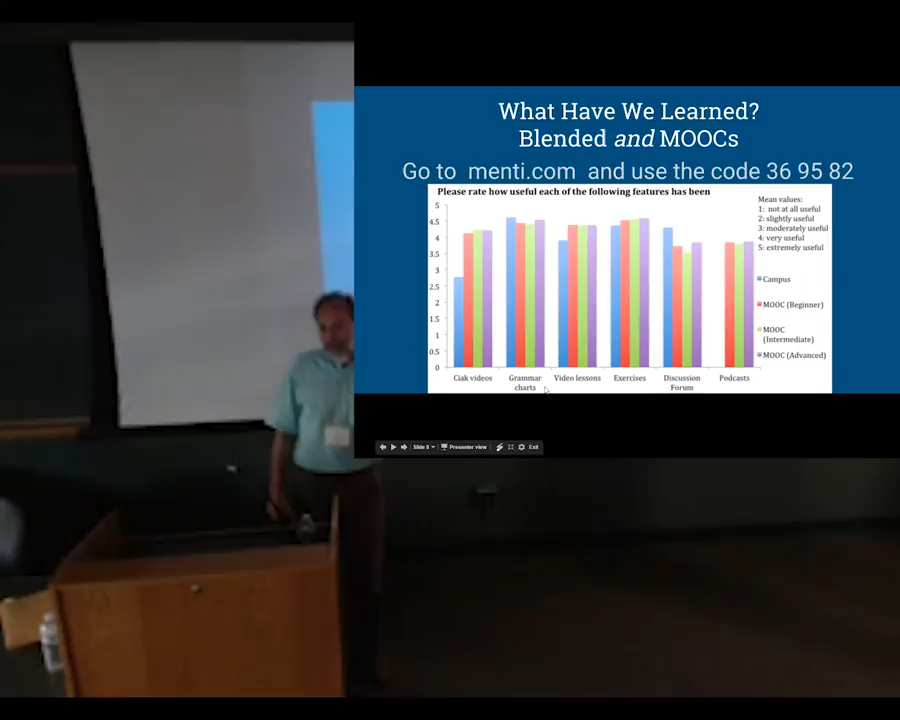 What Have We Learned?
Blended and MOOCs
Go to menti.com and use the code 36 95 82
Please rate how useful each of the following features has been
5
4.5
4
3.5
3
2.5
2
1.5
1
0.5
0
Ciak videos
Grammar charts
Video lessons
Exercises
Discussion Forum
Podcasts
Mean values:
1: not at all useful
2: slightly useful
3: moderately useful
4: very useful
5: extremely useful
Campus
MOOC (Beginner)
MOOC
(Intermediate)
MOOC (Advanced)
Slide 8
Presenter view
Exit